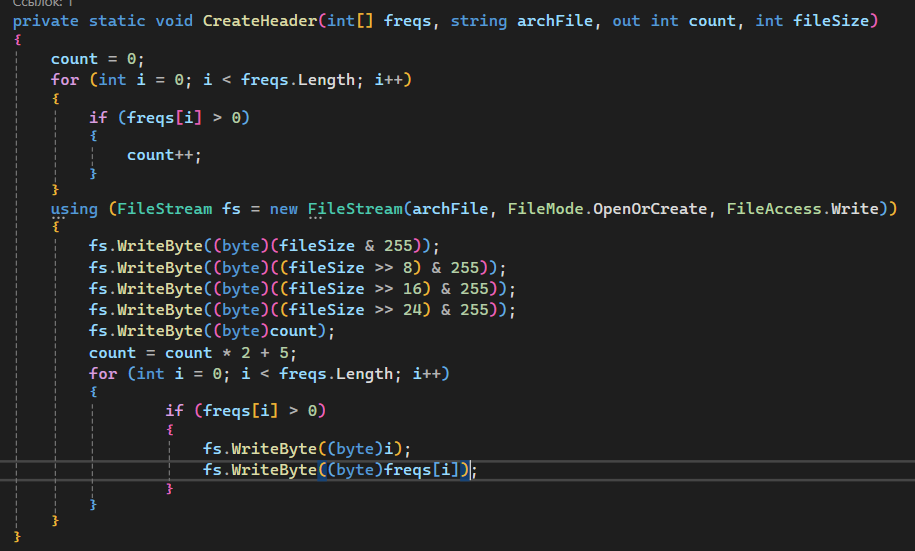 Ссылок: 1
private static void CreateHeader(int[] freqs, string archFile, out int count, int fileSize)
{
    count = 0;
    for (int i = 0; i < freqs.Length; i++)
    {
        if (freqs[i] > 0)
        {
            count++;
        }
    }
    using (FileStream fs = new FileStream(archFile, FileMode.OpenOrCreate, FileAccess.Write))
    {
        fs.WriteByte((byte)(fileSize & 255));
        fs.WriteByte((byte)((fileSize >> 8) & 255));
        fs.WriteByte((byte)((fileSize >> 16) & 255));
        fs.WriteByte((byte)((fileSize >> 24) & 255));
        fs.WriteByte((byte)count);
        count = count * 2 + 5;
        for (int i = 0; i < freqs.Length; i++)
        {
                if (freqs[i] > 0)
                {
                    fs.WriteByte((byte)i);
                    fs.WriteByte((byte)freqs[i]);
                }
        }
    }
}